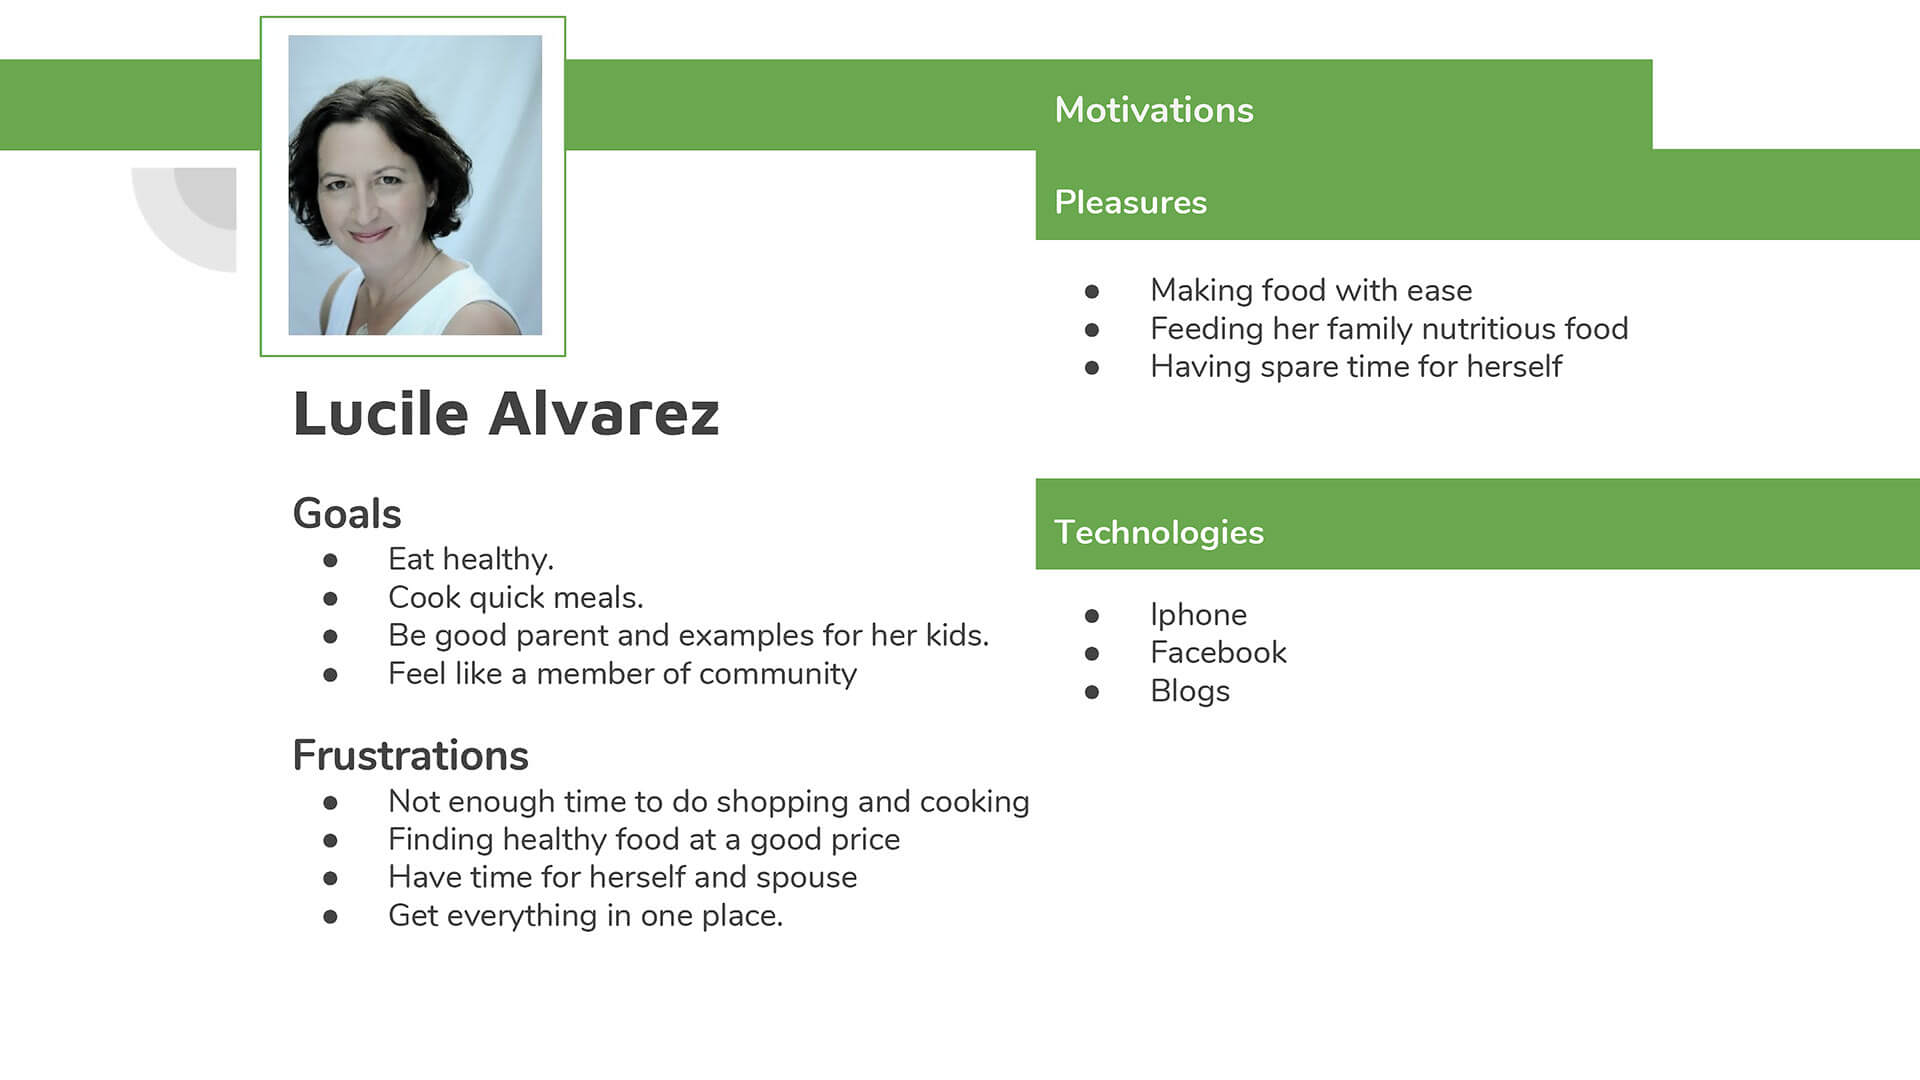 Lucile Alvarez
Goals
● Eat healthy.
● Cook quick meals.
● Be good parent and examples for her kids.
● Feel like a member of community
Frustrations
● Not enough time to do shopping and cooking
● Finding healthy food at a good price
● Have time for herself and spouse
● Get everything in one place.
Motivations
Pleasures
● Making food with ease
● Feeding her family nutritious food
● Having spare time for herself
Technologies
● Iphone
● Facebook
● Blogs